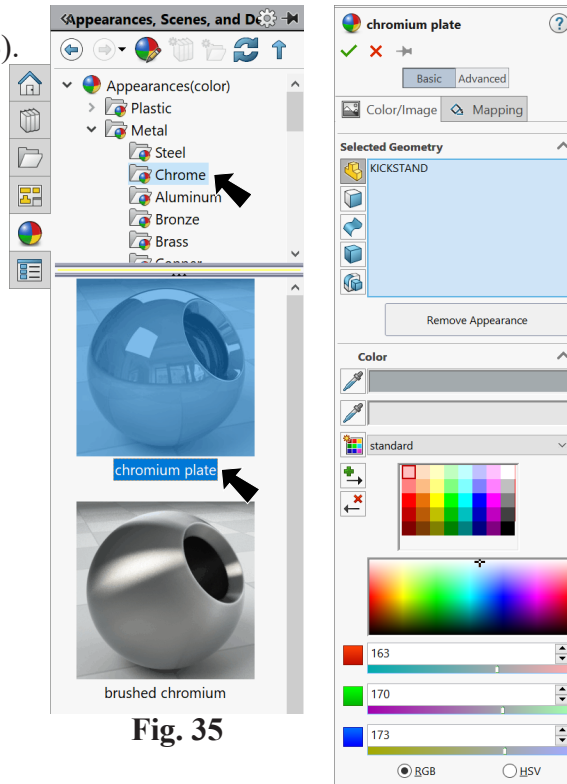 ).
Appearances, Scenes, and D
Appearances(color)
Plastic
Metal
Steel
Chrome
Aluminum
Bronze
Brass
chromium plate
brushed chromium
Fig. 35
chromium plate
?
Basic Advanced
Color/Image Mapping
Selected Geometry
KICKSTAND
Remove Appearance
Color
standard
163
170
173
RGB HSV